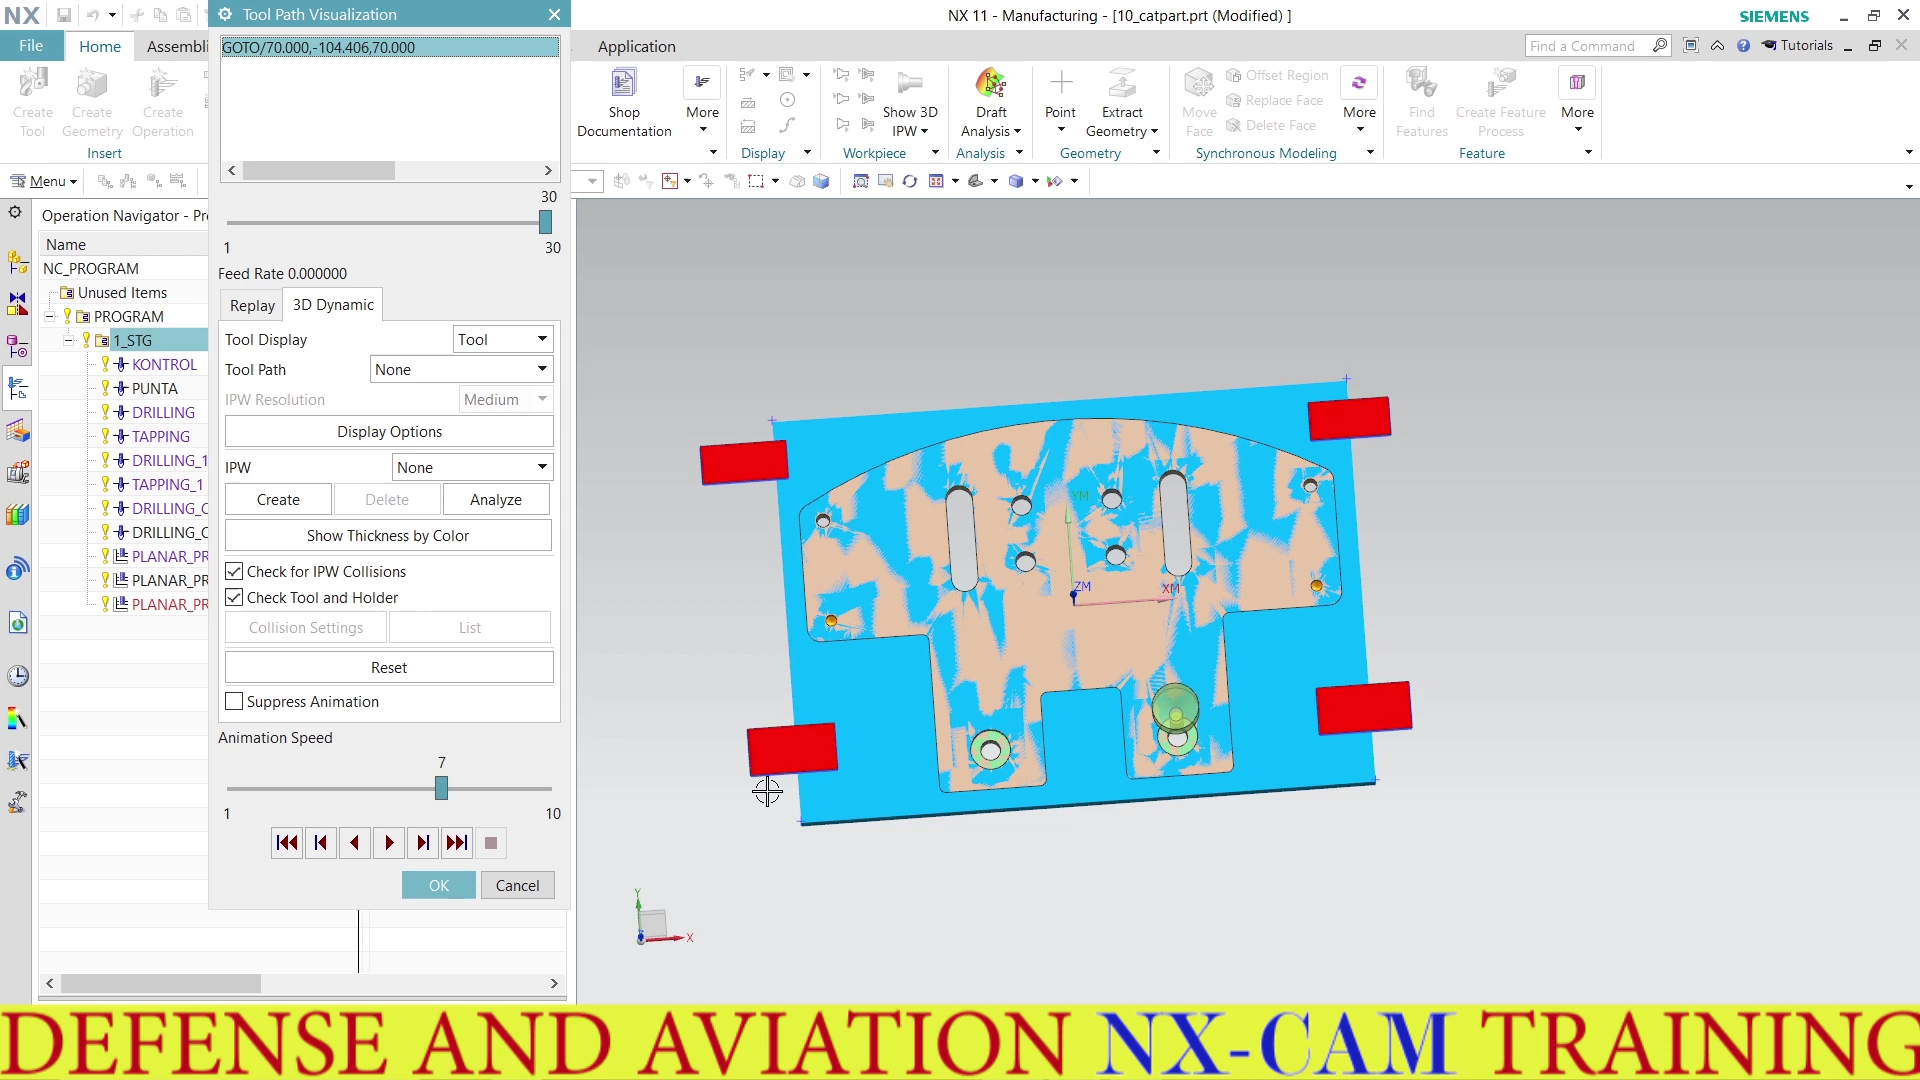 NX
Tool Path Visualization
NX 11 - Manufacturing - [10_catpart.prt (Modified) ]
SIEMENS
File
Home
Assembli
Application
Find a Command
Tutorials
GOTO/70.000,-104.406,70.000
Create
Tool
Create
Geometry
Create
Operation
Insert
Shop
Documentation
More
Display
Show 3D
IPW
Workpiece
Draft
Analysis
Analysis
Point
Extract
Geometry
Geometry
Move
Face
Offset Region
Replace Face
Delete Face
More
Synchronous Modeling
Find
Features
Create Feature
Process
More
Feature
Menu
30
1
30
Feed Rate 0.000000
Replay
3D Dynamic
Tool Display
Tool
Tool Path
None
IPW Resolution
Medium
Display Options
IPW
None
Create
Delete
Analyze
Show Thickness by Color
Check for IPW Collisions
Check Tool and Holder
Collision Settings
List
Reset
Suppress Animation
Animation Speed
7
1
10
OK
Cancel
Operation Navigator - Pr
Name
NC_PROGRAM
Unused Items
PROGRAM
1_STG
KONTROL
PUNTA
DRILLING
TAPPING
DRILLING_1
TAPPING_1
DRILLING_C
DRILLING_C
PLANAR_PR
PLANAR_PR
PLANAR_PR
YM
ZM
XM
Y
X
DEFENSE AND AVIATION NX-CAM TRAINING